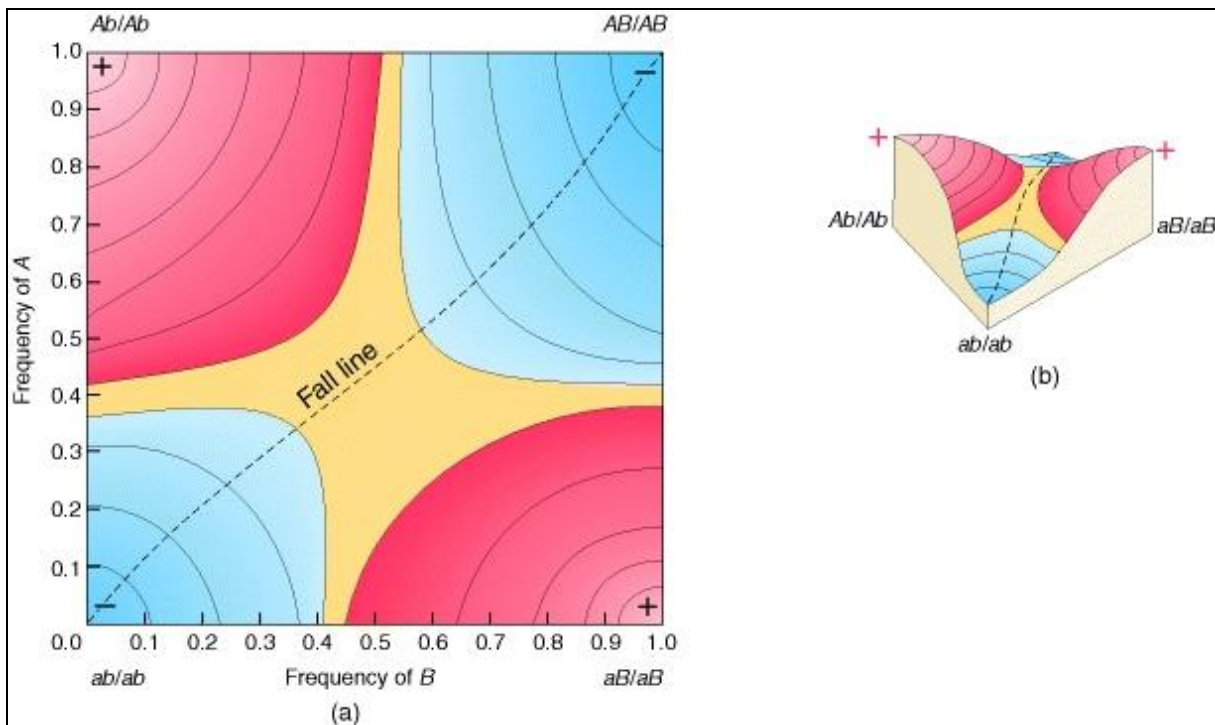 Ab/Ab
AB/AB
+
−
1.0
0.9
0.8
0.7
0.6
0.5
0.4
0.3
0.2
0.1
Frequency of A
Fall line
−
+
0.0 0.1 0.2 0.3 0.4 0.5 0.6 0.7 0.8 0.9 1.0
ab/ab
Frequency of B
aB/aB
(a)
+
+
Ab/Ab
aB/aB
ab/ab
(b)